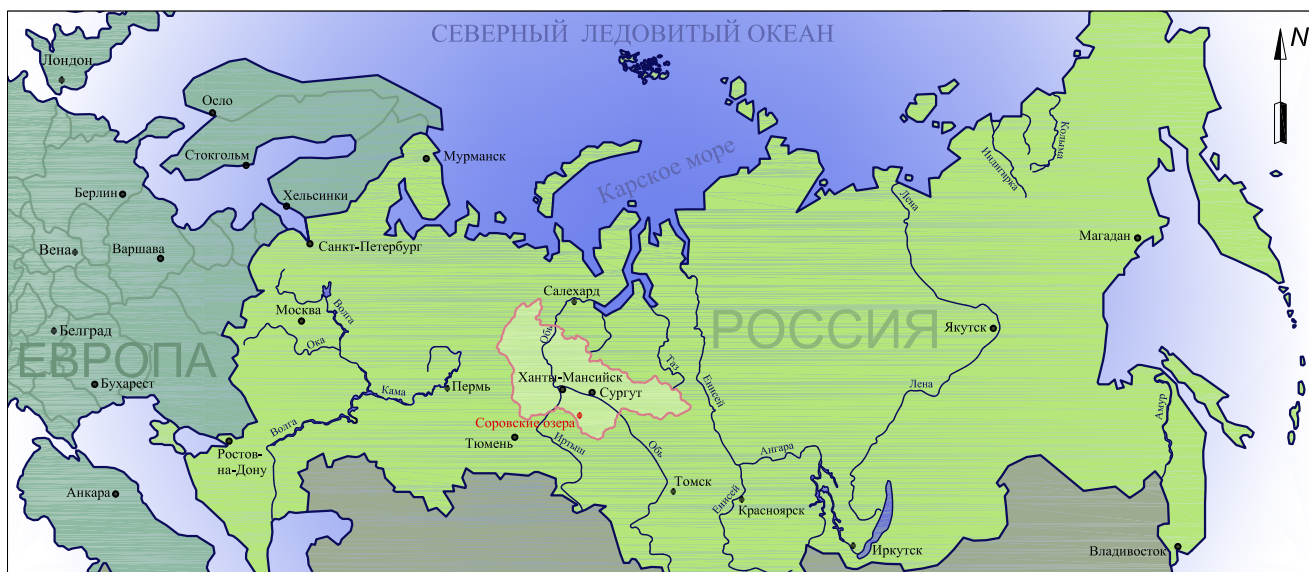 СЕВЕРНЫЙ ЛЕДОВИТЫЙ ОКЕАН
N
Лондон
Осло
Стокгольм
Мурманск
Карское море
Индигирка
Колыма
Берлин
Хельсинки
Лена
Вена
Варшава
Санкт-Петербург
Магадан
Салехард
Москва
Волга
Белград
Ока
Обь
РОССИЯ
Якутск
ЕВРОПА
Таз
Бухарест
Кама
Пермь
Ханты-Мансийск
Сургут
Енисей
Лена
Амур
Соровские озера
Волга
Тюмень
Иртыш
Обь
Ангара
Ростов-
на-Дону
Анкара
Томск
Енисей
Красноярск
Иркутск
Владивосток